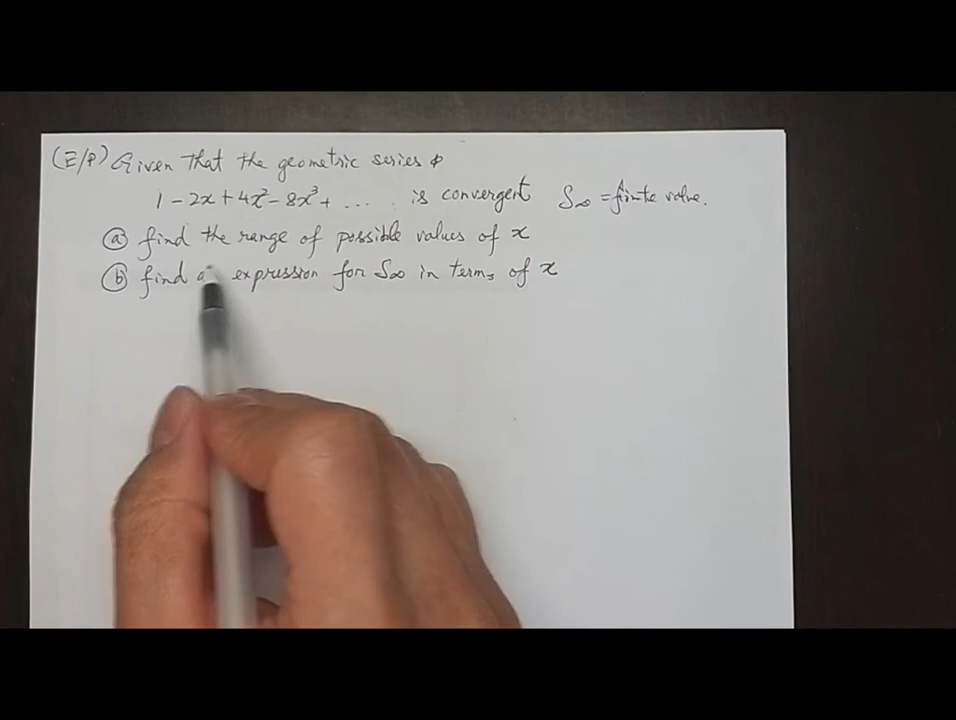 (E/P) Given that the geometric series
1 - 2x + 4x² - 8x³ + .... is convergent S∞ = finite value.
(a) find the range of possible values of x
(b) find expression for S∞ in terms of x